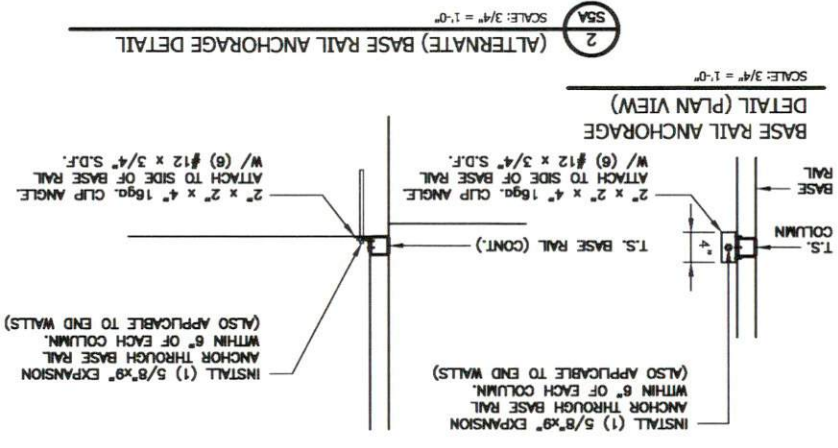 INSTALL (1) 5/8"x9" EXPANSION
ANCHOR THROUGH BASE RAIL
WITHIN 6" OF EACH COLUMN.
(ALSO APPLICABLE TO END WALLS)
T.S. BASE RAIL (CONT.)
2" x 2" x 4" 16ga. CLIP ANGLE
ATTACH TO SIDE OF BASE RAIL
W/ (6) #12 x 3/4" S.D.F.
2
S5A
(ALTERNATE) BASE RAIL ANCHORAGE DETAIL
SCALE: 3/4" = 1'-0"
INSTALL (1) 5/8"x9" EXPANSION
ANCHOR THROUGH BASE RAIL
WITHIN 6" OF EACH COLUMN.
(ALSO APPLICABLE TO END WALLS)
4"
T.S.
COLUMN
BASE
RAIL
2" x 2" x 4" 16ga. CLIP ANGLE
ATTACH TO SIDE OF BASE RAIL
W/ (6) #12 x 3/4" S.D.F.
BASE RAIL ANCHORAGE
DETAIL (PLAN VIEW)
SCALE: 3/4" = 1'-0"